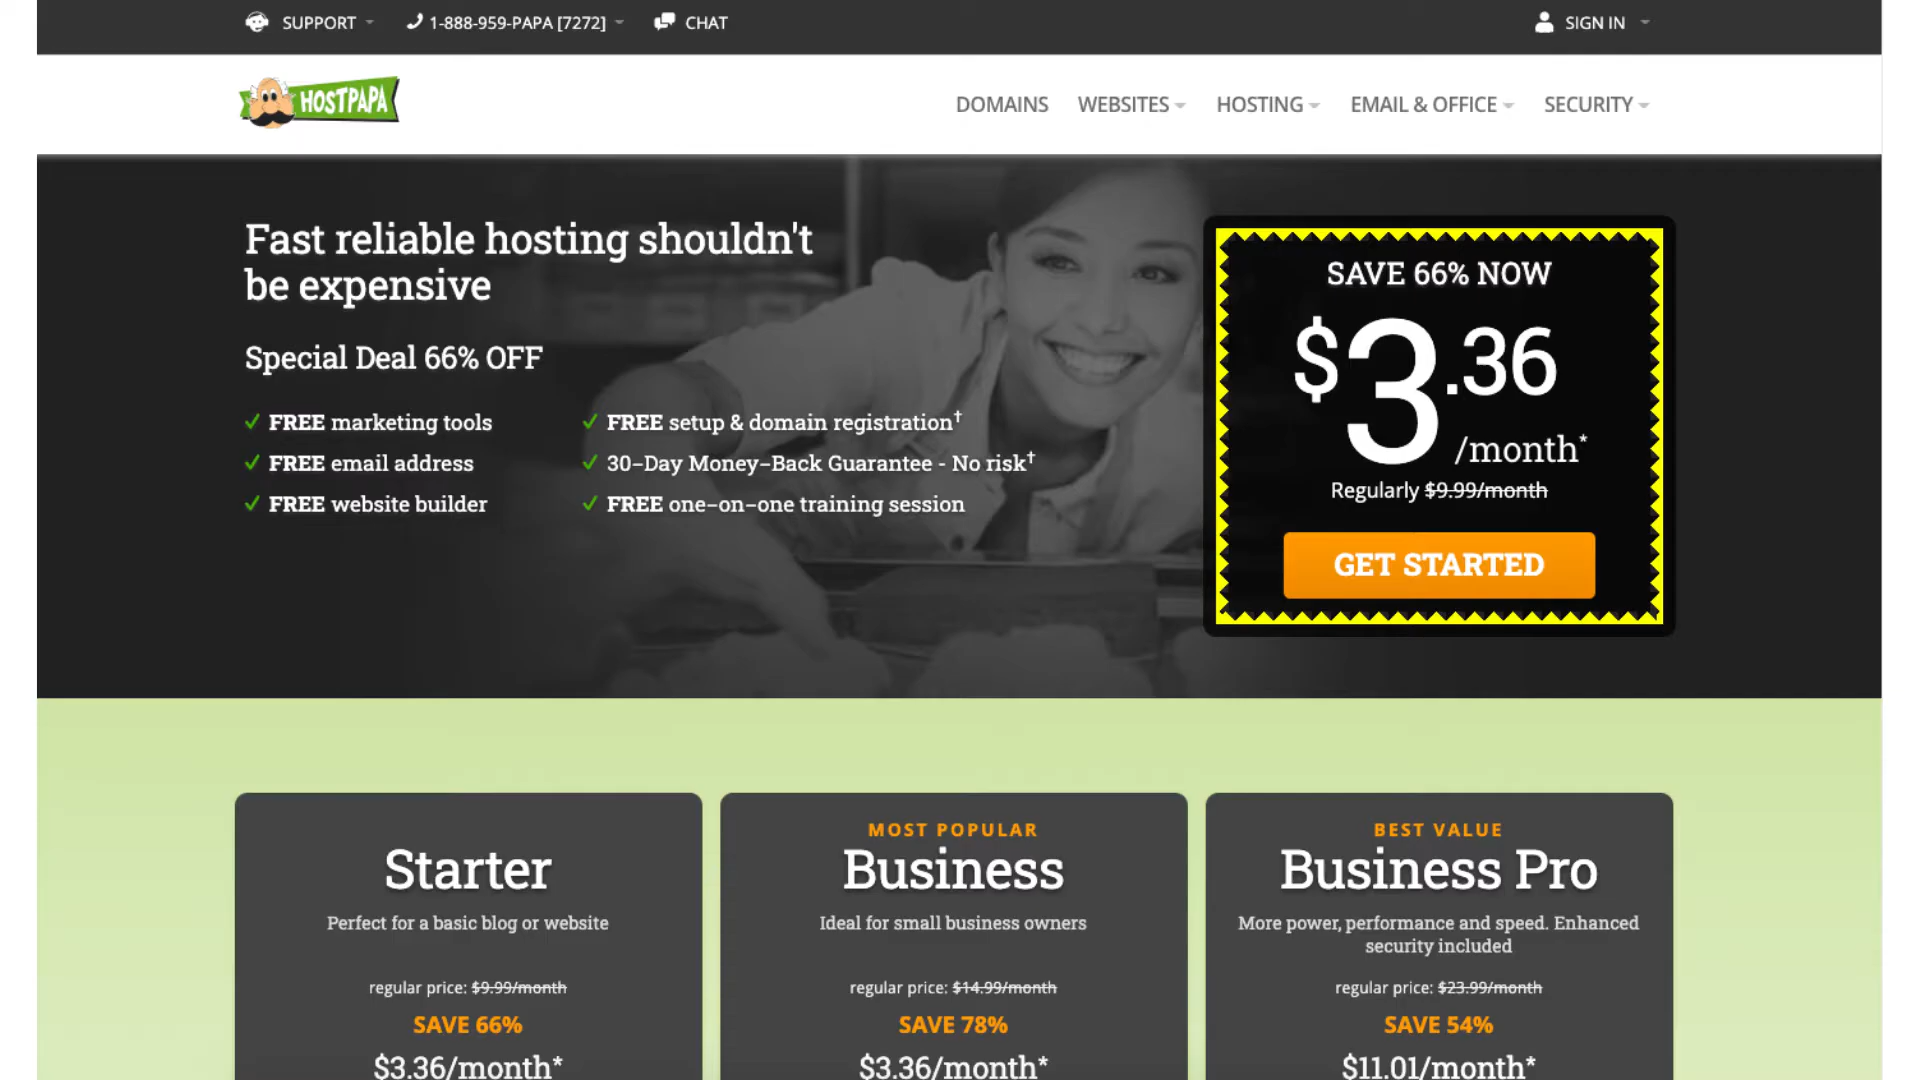 SUPPORT
1-888-959-PAPA [7272]
CHAT
SIGN IN
HOSTPAPA
DOMAINS
WEBSITES
HOSTING
EMAIL & OFFICE
SECURITY
Fast reliable hosting shouldn't
be expensive
Special Deal 66% OFF
FREE marketing tools
FREE email address
FREE website builder
FREE setup & domain registration†
30-Day Money-Back Guarantee - No risk†
FREE one-on-one training session
SAVE 66% NOW
$3.36
/month*
Regularly $9.99/month
GET STARTED
Starter
Perfect for a basic blog or website
regular price: $9.99/month
SAVE 66%
$3.36/month*
MOST POPULAR
Business
Ideal for small business owners
regular price: $14.99/month
SAVE 78%
$3.36/month*
BEST VALUE
Business Pro
More power, performance and speed. Enhanced
security included
regular price: $23.99/month
SAVE 54%
$11.01/month*